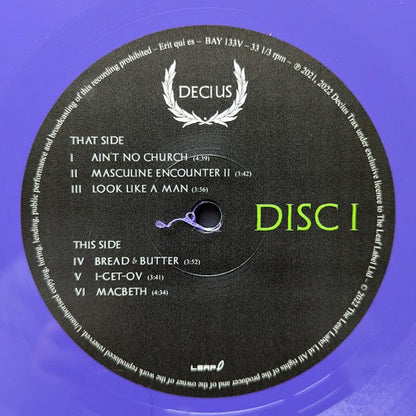 Unauthorised copying, hiring, lending, public performance and broadcasting of this recording prohibited – Erit qui es – BAY 133V – 33 1/3 rpm – ℗ 2021, 2022 Decius Trax under exclusive licence to The Leaf Label Ltd – © 2022 The Leaf Label Ltd All rights of the producer and of the owner of the work reproduced reserved.
DECIUS
THAT SIDE
I AIN'T NO CHURCH (4:39)
II MASCULINE ENCOUNTER II (3:42)
III LOOK LIKE A MAN (3:56)
DISC I
THIS SIDE
IV BREAD & BUTTER (3:52)
V I-GET-OV (3:41)
VI MACBETH (4:34)
LEAF